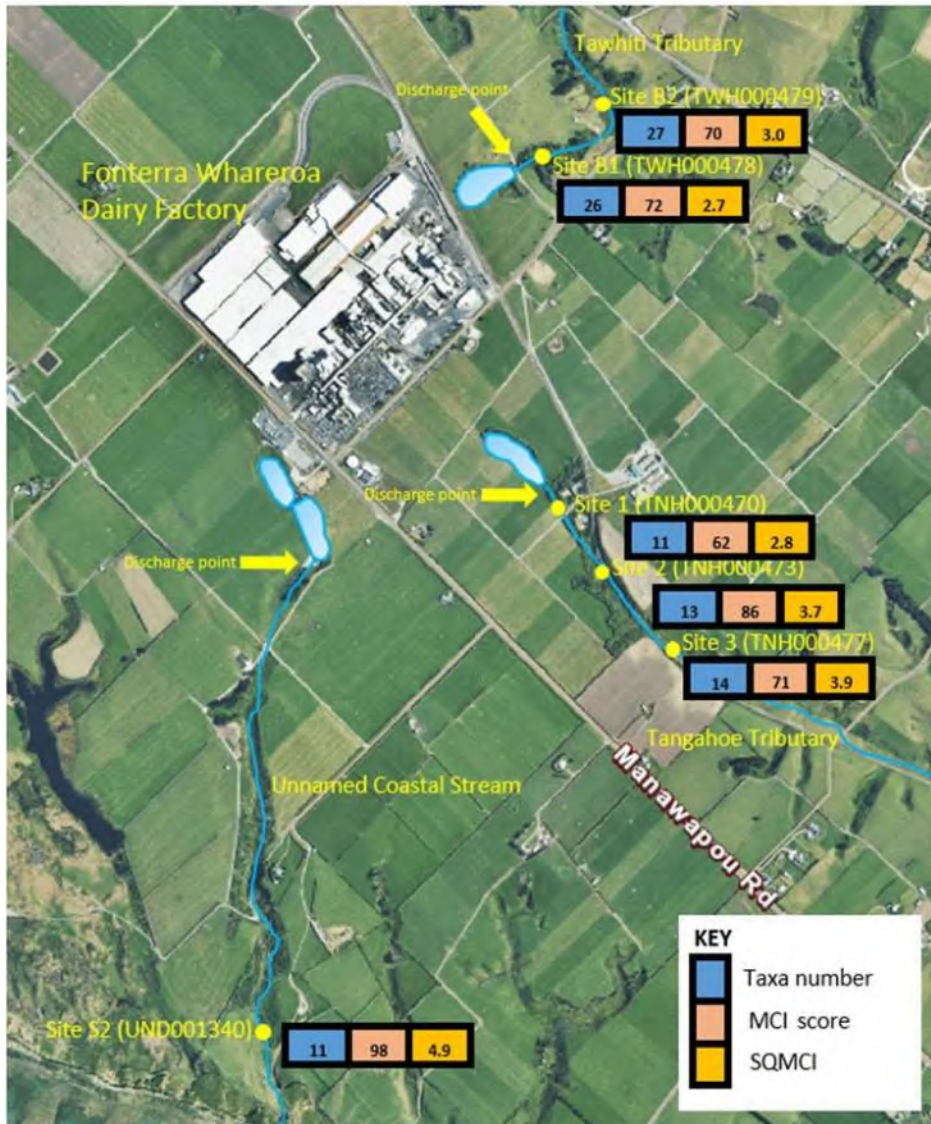 Tawhiti Tributary
Discharge point
Site B2 (TWH000479)
27 70 3.0
Site B1 (TWH000478)
26 72 2.7
Fonterra Whareroa
Dairy Factory
Discharge point
Site 1 (TNH000470)
11 62 2.8
Discharge point
Site 2 (TNH000473)
13 86 3.7
Site 3 (TNH000477)
14 71 3.9
Tangahoe Tributary
Unnamed Coastal Stream
Manawapou Rd
KEY
Taxa number
MCI score
SQMCI
Site S2 (UND001340)
11 98 4.9